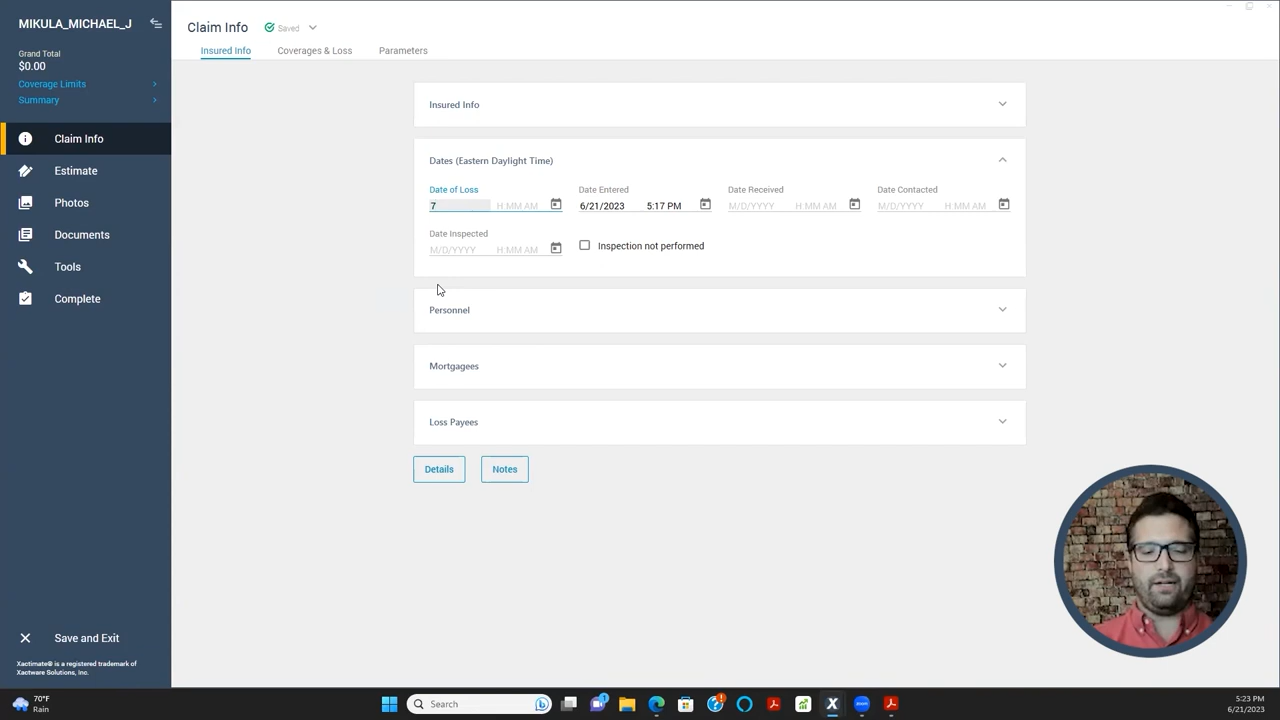 MIKULA_MICHAEL_J
Grand Total
$0.00
Coverage Limits
Summary
Claim Info
Estimate
Photos
Documents
Tools
Complete
Save and Exit
Xactimate® is a registered trademark of
Xactware Solutions, Inc.
Claim Info
Saved
Insured Info
Coverages & Loss
Parameters
Insured Info
Dates (Eastern Daylight Time)
Date of Loss
Date Entered
Date Received
Date Contacted
7 H:MM AM
6/21/2023 5:17 PM
M/D/YYYY H:MM AM
M/D/YYYY H:MM AM
Date Inspected
M/D/YYYY H:MM AM
Inspection not performed
Personnel
Mortgagees
Loss Payees
Details
Notes
70°F
Rain
Search
5:23 PM
6/21/2023